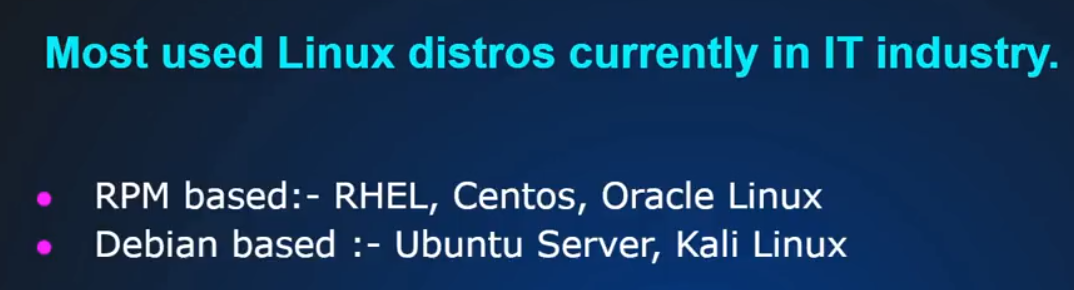 Most used Linux distros currently in IT industry.
• RPM based:- RHEL, Centos, Oracle Linux
• Debian based :- Ubuntu Server, Kali Linux